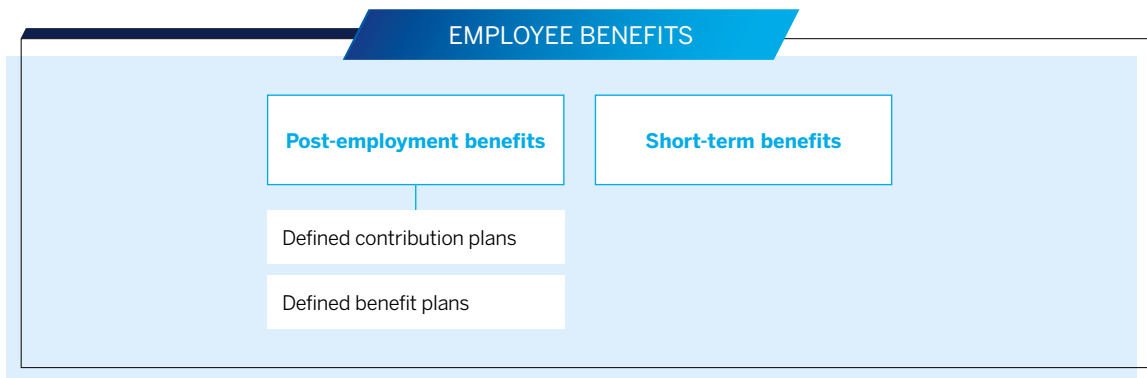 EMPLOYEE BENEFITS
Post-employment benefits
Short-term benefits
Defined contribution plans
Defined benefit plans